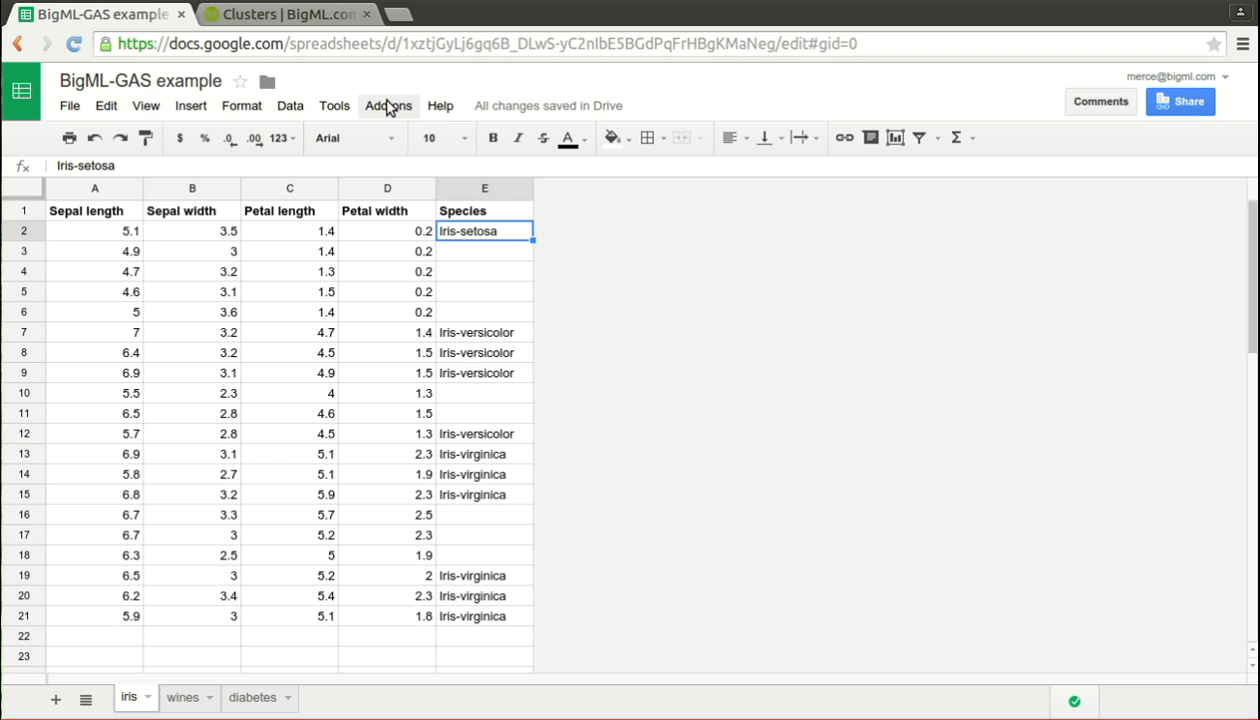 BigML-GAS example × Clusters | BigML.con ×
https://docs.google.com/spreadsheets/d/1xztjGyLj6gq6B_DLwS-yC2nIbE5BGdPqFrHBgKMaNeg/edit#gid=0
BigML-GAS example
merce@bigml.com
File Edit View Insert Format Data Tools Add-ons Help All changes saved in Drive
Comments Share
$ % .0 .00 123 Arial 10 B I S A Σ
fx Iris-setosa
A B C D E
1 Sepal length Sepal width Petal length Petal width Species
2 5.1 3.5 1.4 0.2 Iris-setosa
3 4.9 3 1.4 0.2
4 4.7 3.2 1.3 0.2
5 4.6 3.1 1.5 0.2
6 5 3.6 1.4 0.2
7 7 3.2 4.7 1.4 Iris-versicolor
8 6.4 3.2 4.5 1.5 Iris-versicolor
9 6.9 3.1 4.9 1.5 Iris-versicolor
10 5.5 2.3 4 1.3
11 6.5 2.8 4.6 1.5
12 5.7 2.8 4.5 1.3 Iris-versicolor
13 6.9 3.1 5.1 2.3 Iris-virginica
14 5.8 2.7 5.1 1.9 Iris-virginica
15 6.8 3.2 5.9 2.3 Iris-virginica
16 6.7 3.3 5.7 2.5
17 6.7 3 5.2 2.3
18 6.3 2.5 5 1.9
19 6.5 3 5.2 2 Iris-virginica
20 6.2 3.4 5.4 2.3 Iris-virginica
21 5.9 3 5.1 1.8 Iris-virginica
22
23
+ iris wines diabetes